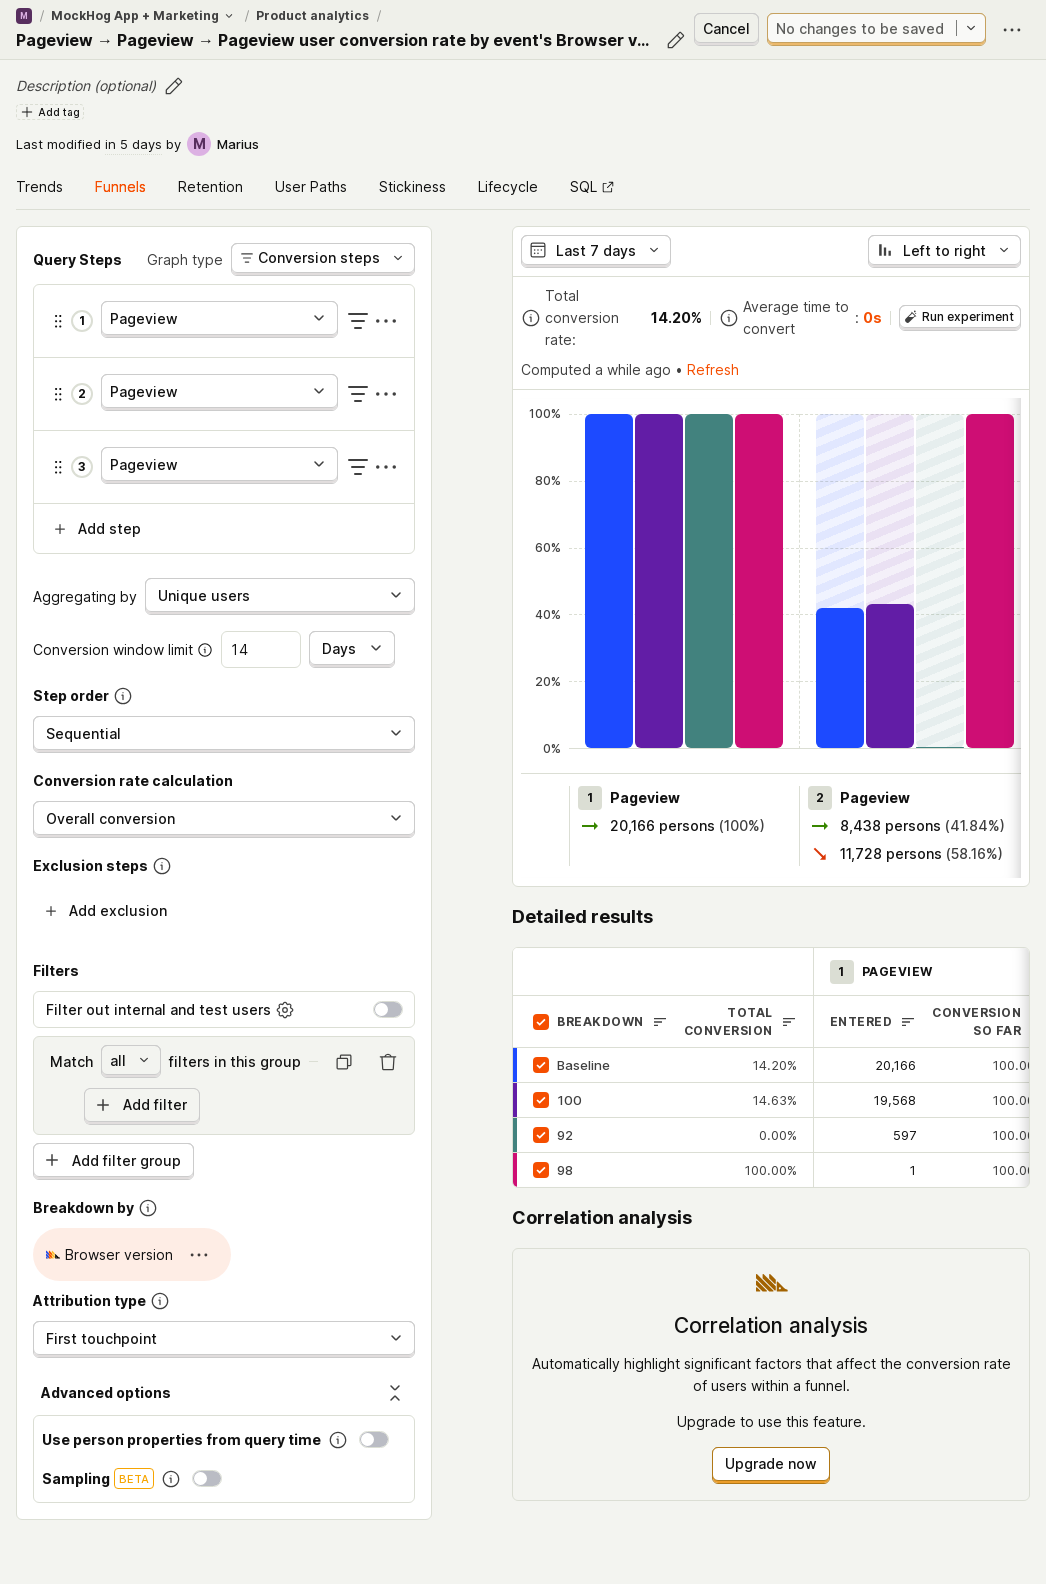 M / MockHog App + Marketing / Product analytics /
Pageview → Pageview → Pageview user conversion rate by event's Browser v...
Cancel
No changes to be saved
Description (optional)
Add tag
Last modified in 5 days by M Marius
Trends Funnels Retention User Paths Stickiness Lifecycle SQL
Query Steps Graph type Conversion steps
1 Pageview
2 Pageview
3 Pageview
Add step
Aggregating by Unique users
Conversion window limit 14 Days
Step order
Sequential
Conversion rate calculation
Overall conversion
Exclusion steps
Add exclusion
Filters
Filter out internal and test users
Match all filters in this group
Add filter
Add filter group
Breakdown by
Browser version
Attribution type
First touchpoint
Advanced options
Use person properties from query time
Sampling BETA
Last 7 days Left to right
Total conversion rate: 14.20% Average time to convert : 0s Run experiment
Computed a while ago • Refresh
100%
80%
60%
40%
20%
0%
1 Pageview
20,166 persons (100%)
2 Pageview
8,438 persons (41.84%)
11,728 persons (58.16%)
Detailed results
1 PAGEVIEW
BREAKDOWN TOTAL CONVERSION ENTERED CONVERSION SO FAR
Baseline 14.20% 20,166 100.00
100 14.63% 19,568 100.00
92 0.00% 597 100.00
98 100.00% 1 100.00
Correlation analysis
Correlation analysis
Automatically highlight significant factors that affect the conversion rate
of users within a funnel.
Upgrade to use this feature.
Upgrade now